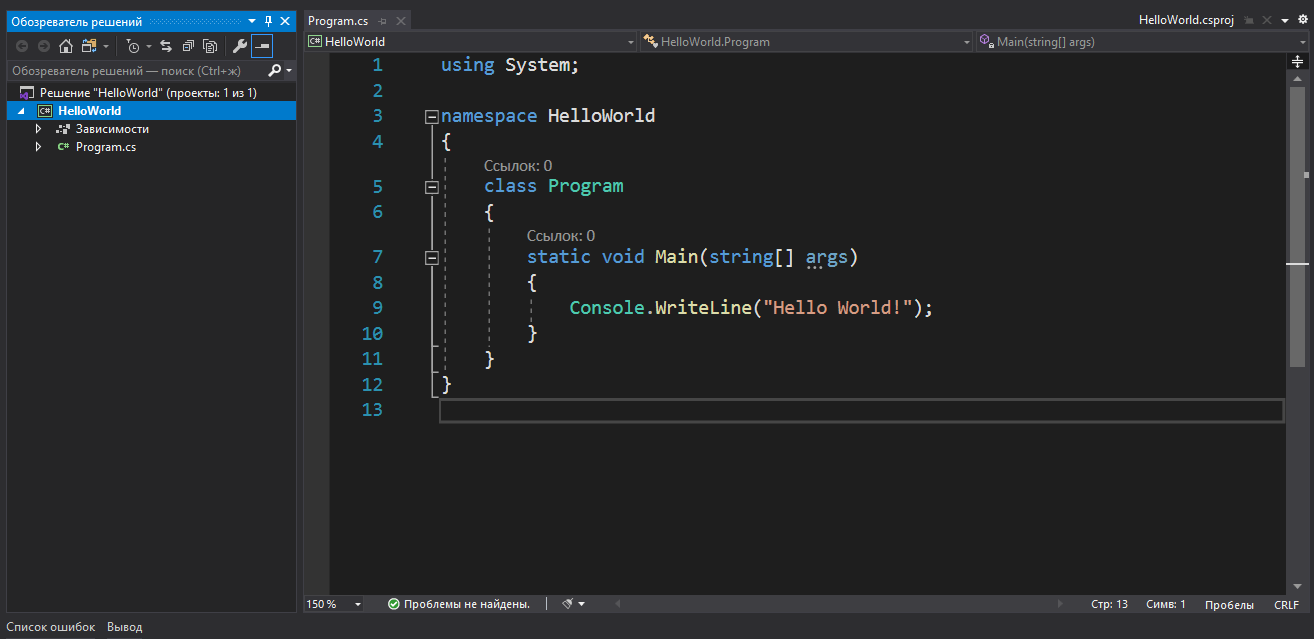 Обозреватель решений
Обозреватель решений — поиск (Ctrl+ж)
Решение "HelloWorld" (проекты: 1 из 1)
C# HelloWorld
Зависимости
C# Program.cs
Program.cs
HelloWorld.csproj
C# HelloWorld
HelloWorld.Program
Main(string[] args)
1 using System;
2
3 namespace HelloWorld
4 {
Ссылок: 0
5 class Program
6 {
Ссылок: 0
7 static void Main(string[] args)
8 {
9 Console.WriteLine("Hello World!");
10 }
11 }
12 }
13
150 % Проблемы не найдены. Стр: 13 Симв: 1 Пробелы CRLF
Список ошибок Вывод